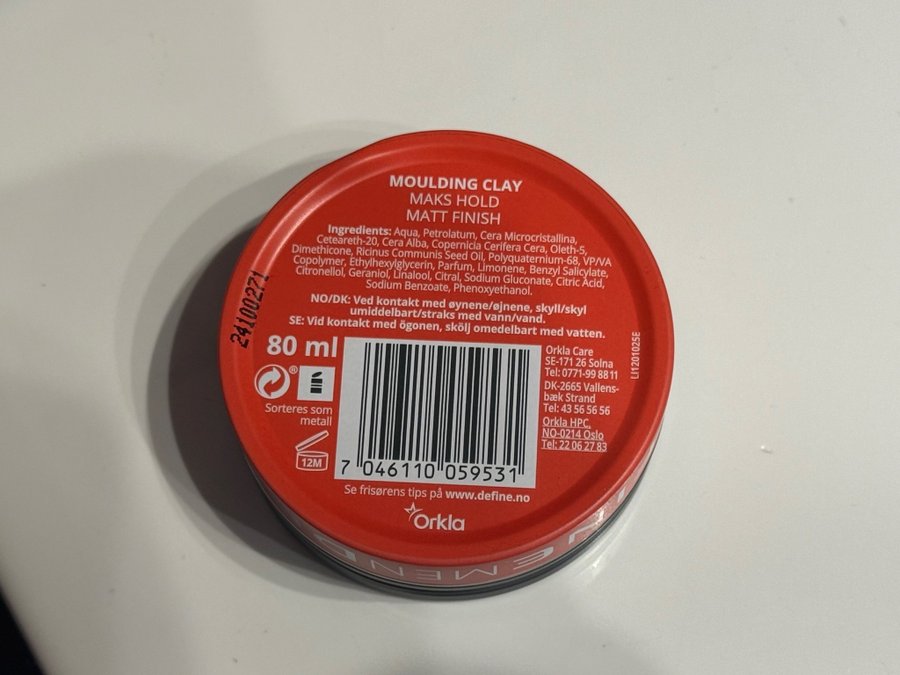 MOULDING CLAY
MAKS HOLD
MATT FINISH
Ingredients: Aqua, Petrolatum, Cera Microcristallina,
Ceteareth-20, Cera Alba, Copernicia Cerifera Cera, Oleth-5,
Dimethicone, Ricinus Communis Seed Oil, Polyquaternium-68, VP/VA
Copolymer, Ethylhexylglycerin, Parfum, Limonene, Benzyl Salicylate,
Citronellol, Geraniol, Linalool, Citral, Sodium Gluconate, Citric Acid,
Sodium Benzoate, Phenoxyethanol.
NO/DK: Ved kontakt med øynene/øjnene, skyll/skyl
umiddelbart/straks med vann/vand.
SE: Vid kontakt med ögonen, skölj omedelbart med vatten.
24100271
80 ml
®
Sorteres som
metall
12M
7 046110 059531
Orkla Care
SE-171 26 Solna
Tel: 0771-99 88 11
DK-2665 Vallens-
bæk Strand
Tel: 43 56 56 56
Orkla HPC,
NO-0214 Oslo
Tel: 22 06 27 83
LI1201025E
Se frisørens tips på www.define.no
Orkla
MEN